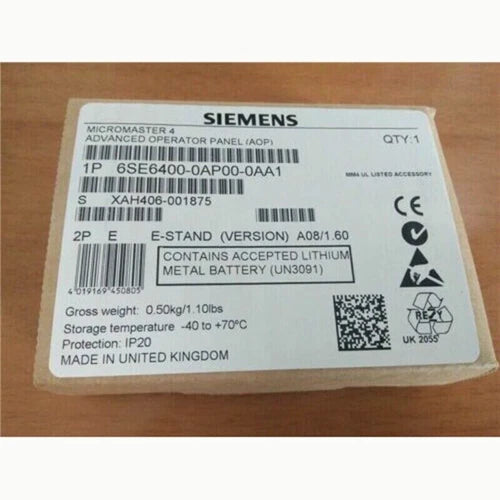 SIEMENS
MICROMASTER 4
ADVANCED OPERATOR PANEL (AOP)
QTY:1
1P 6SE6400-0AP00-0AA1
MM4 UL LISTED ACCESSORY
S XAH406-001875
2P E E-STAND (VERSION) A08/1.60
CONTAINS ACCEPTED LITHIUM
METAL BATTERY (UN3091)
4 019169 450805
Gross weight: 0.50kg/1.10lbs
Storage temperature -40 to +70°C
Protection: IP20
MADE IN UNITED KINGDOM
CE
RESY
UK 2055